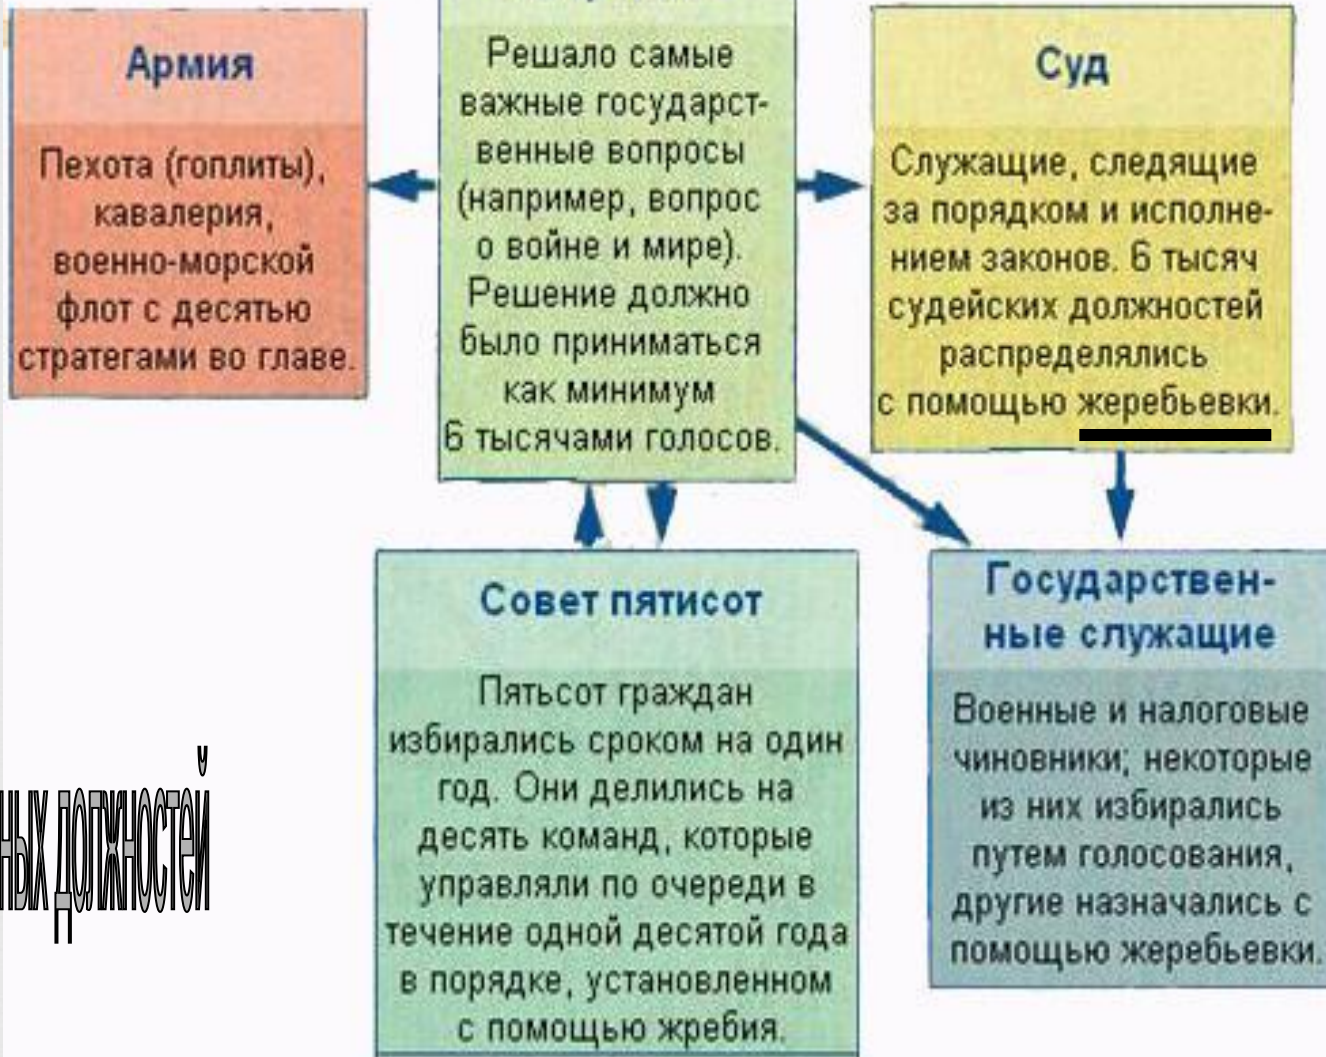 Армия
Пехота (гоплиты),
кавалерия,
военно-морской
флот с десятью
стратегами во главе.
Решало самые
важные государст-
венные вопросы
(например, вопрос
о войне и мире).
Решение должно
было приниматься
как минимум
6 тысячами голосов.
Суд
Служащие, следящие
за порядком и исполне-
нием законов. 6 тысяч
судейских должностей
распределялись
с помощью жеребьевки.
Совет пятисот
Пятьсот граждан
избирались сроком на один
год. Они делились на
десять команд, которые
управляли по очереди в
течение одной десятой года
в порядке, установленном
с помощью жребия.
Государствен-
ные служащие
Военные и налоговые
чиновники; некоторые
из них избирались
путем голосования,
другие назначались с
помощью жеребьевки.
ных должностей